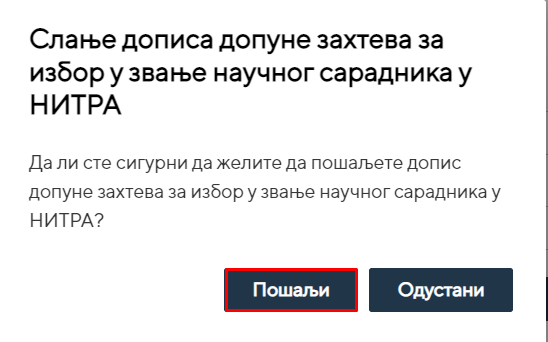 Слање дописа допуне захтева за
избор у звање научног сарадника у
НИТРА
Да ли сте сигурни да желите да пошаљете допис
допуне захтева за избор у звање научног сарадника у
НИТРА?
Пошаљи Одустани